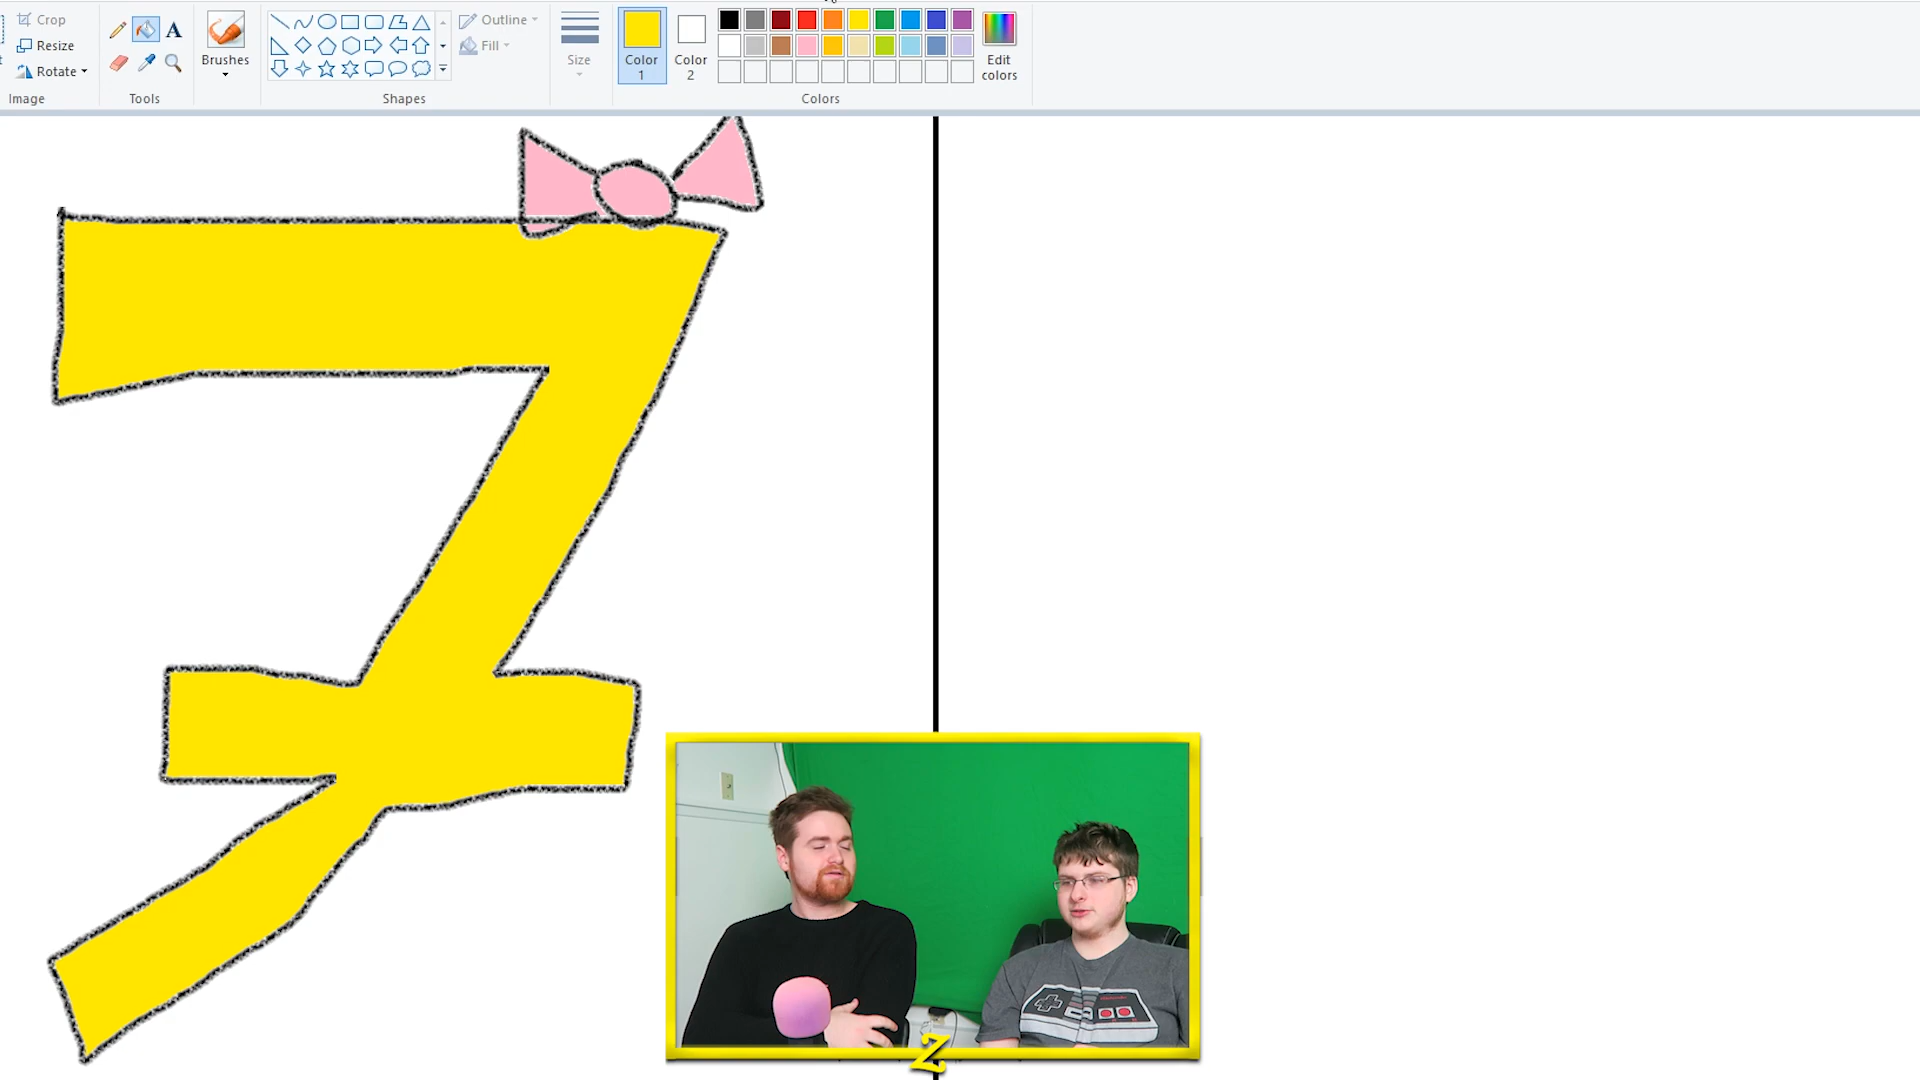 Crop
Resize
Rotate
Image
A
Tools
Brushes
Shapes
Outline
Fill
Size
Color
1
Color
2
Edit
colors
Colors
Z